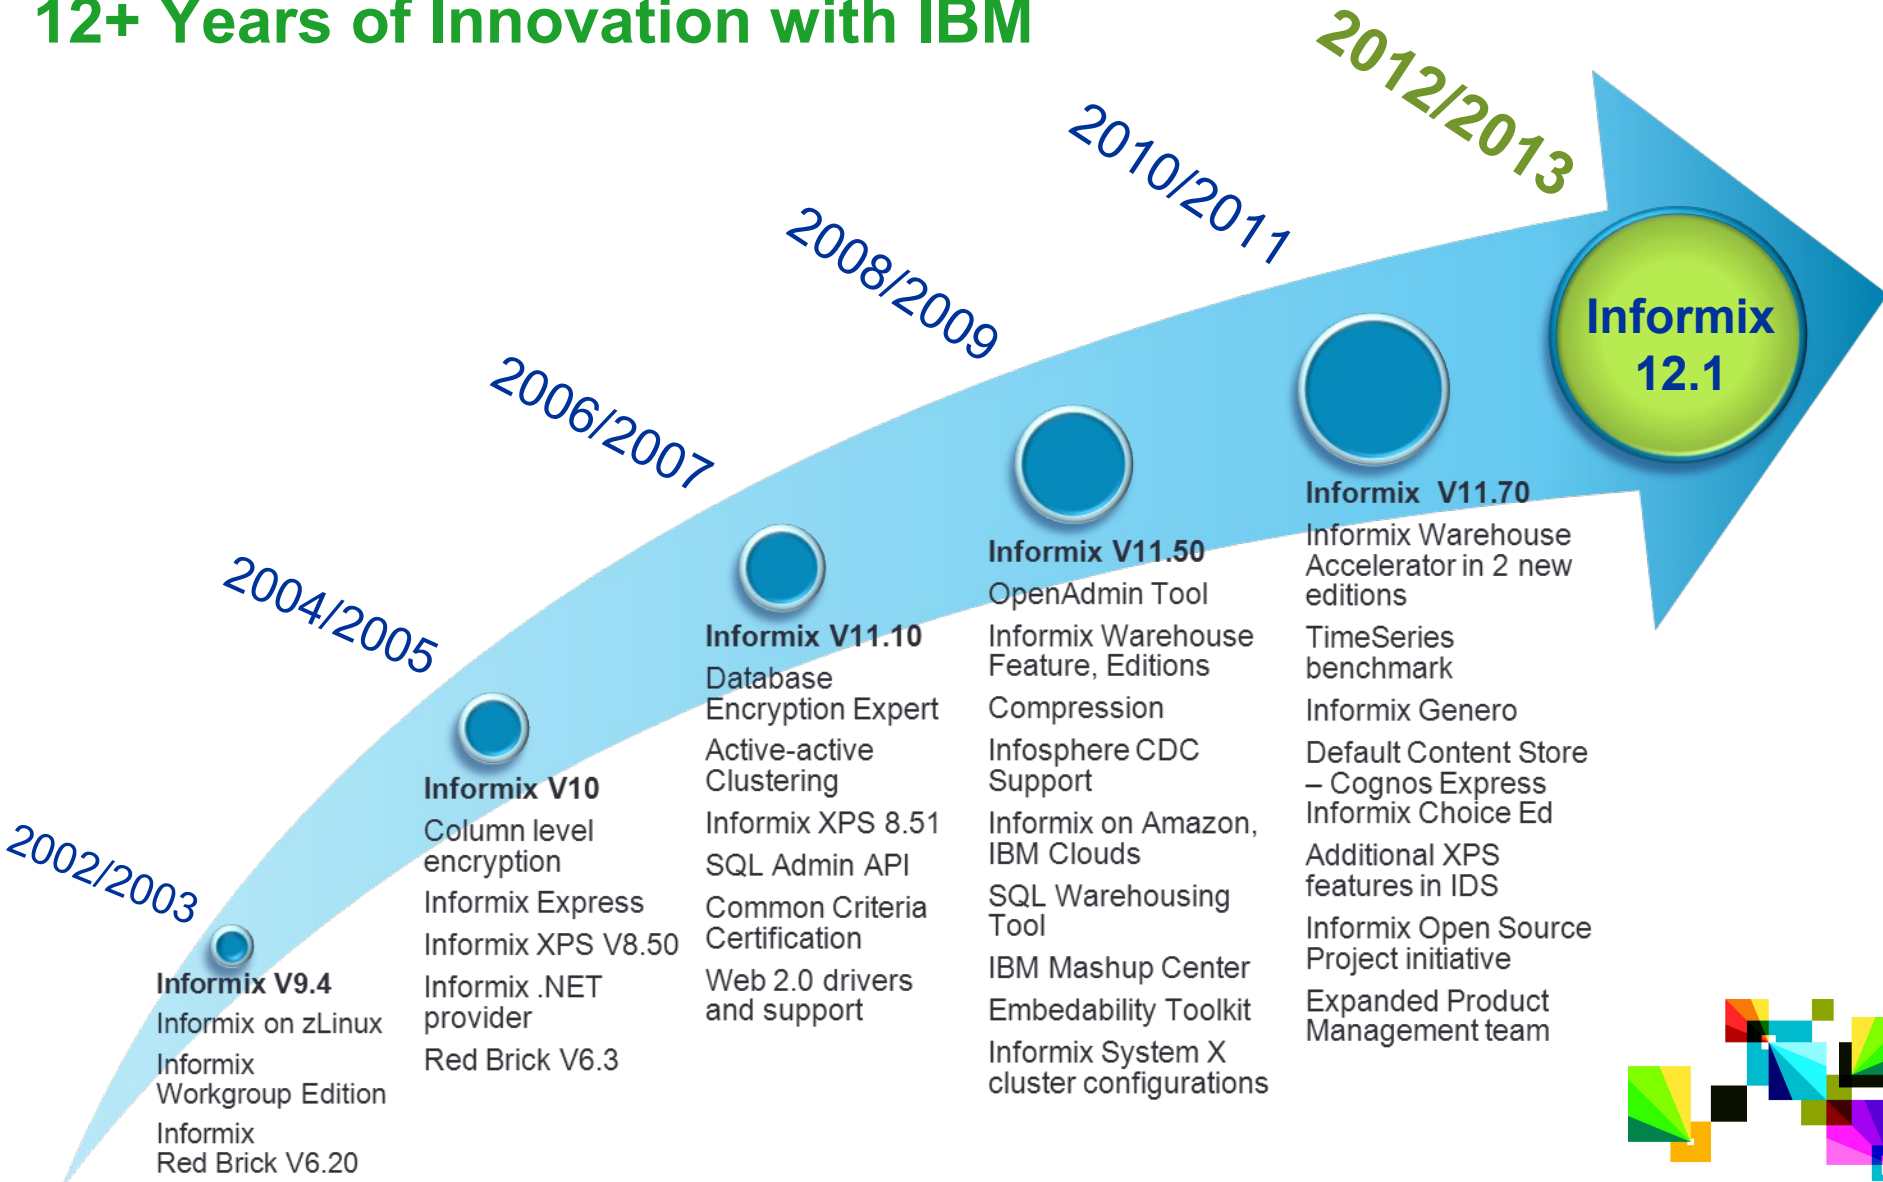 12+ Years of Innovation with IBM
2012/2013
2010/2011
2008/2009
2006/2007
2004/2005
2002/2003
Informix
12.1
Informix V9.4
Informix on zLinux
Informix
Workgroup Edition
Informix
Red Brick V6.20
Informix V10
Column level
encryption
Informix Express
Informix XPS V8.50
Informix .NET
provider
Red Brick V6.3
Informix V11.10
Database
Encryption Expert
Active-active
Clustering
Informix XPS 8.51
SQL Admin API
Common Criteria
Certification
Web 2.0 drivers
and support
Informix V11.50
OpenAdmin Tool
Informix Warehouse
Feature, Editions
Compression
Infosphere CDC
Support
Informix on Amazon,
IBM Clouds
SQL Warehousing
Tool
IBM Mashup Center
Embedability Toolkit
Informix System X
cluster configurations
Informix V11.70
Informix Warehouse
Accelerator in 2 new
editions
TimeSeries
benchmark
Informix Genero
Default Content Store
– Cognos Express
Informix Choice Ed
Additional XPS
features in IDS
Informix Open Source
Project initiative
Expanded Product
Management team